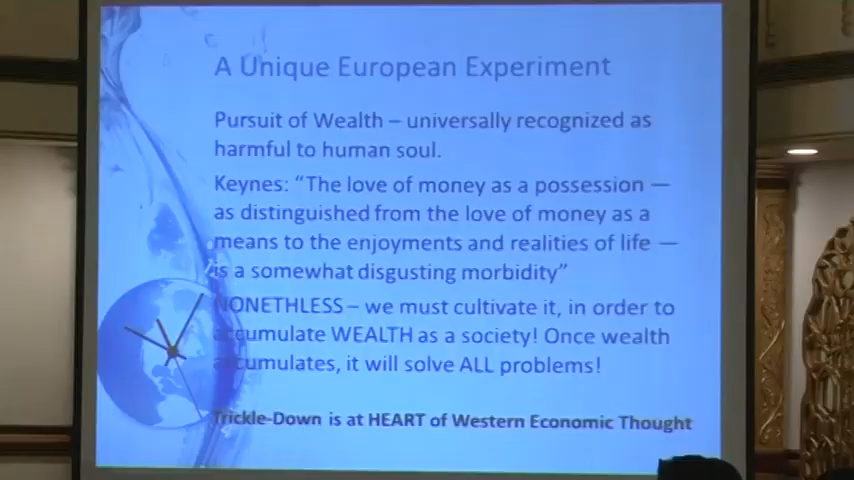 A Unique European Experiment
Pursuit of Wealth – universally recognized as
harmful to human soul.
Keynes: “The love of money as a possession —
as distinguished from the love of money as a
means to the enjoyments and realities of life —
is a somewhat disgusting morbidity”
NONETHLESS – we must cultivate it, in order to
accumulate WEALTH as a society! Once wealth
accumulates, it will solve ALL problems!
Trickle-Down is at HEART of Western Economic Thought